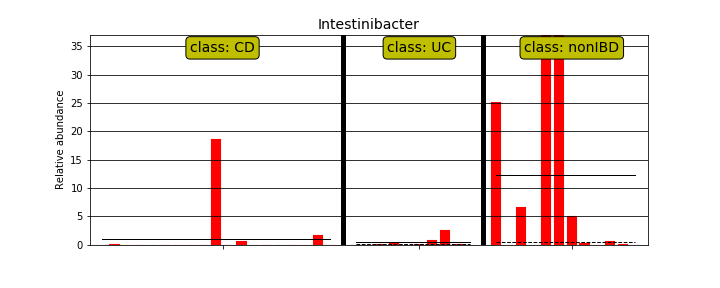 Intestinibacter
class: CD
class: UC
class: nonIBD
Relative abundance
35
30
25
20
15
10
5
0